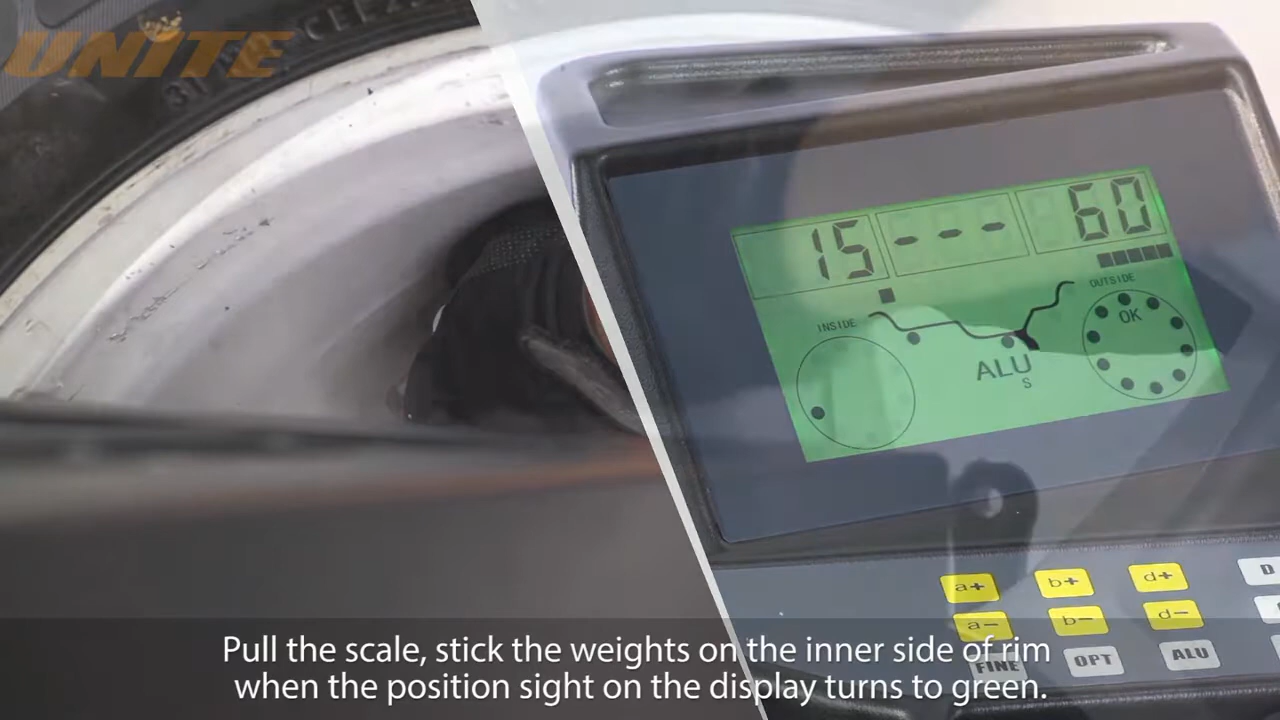 UNITE
15 --- 60
INSIDE
OUTSIDE
OK
ALU
S
a+ b+ d+ D
a- b- d-
FINE OPT ALU
Pull the scale, stick the weights on the inner side of rim
when the position sight on the display turns to green.